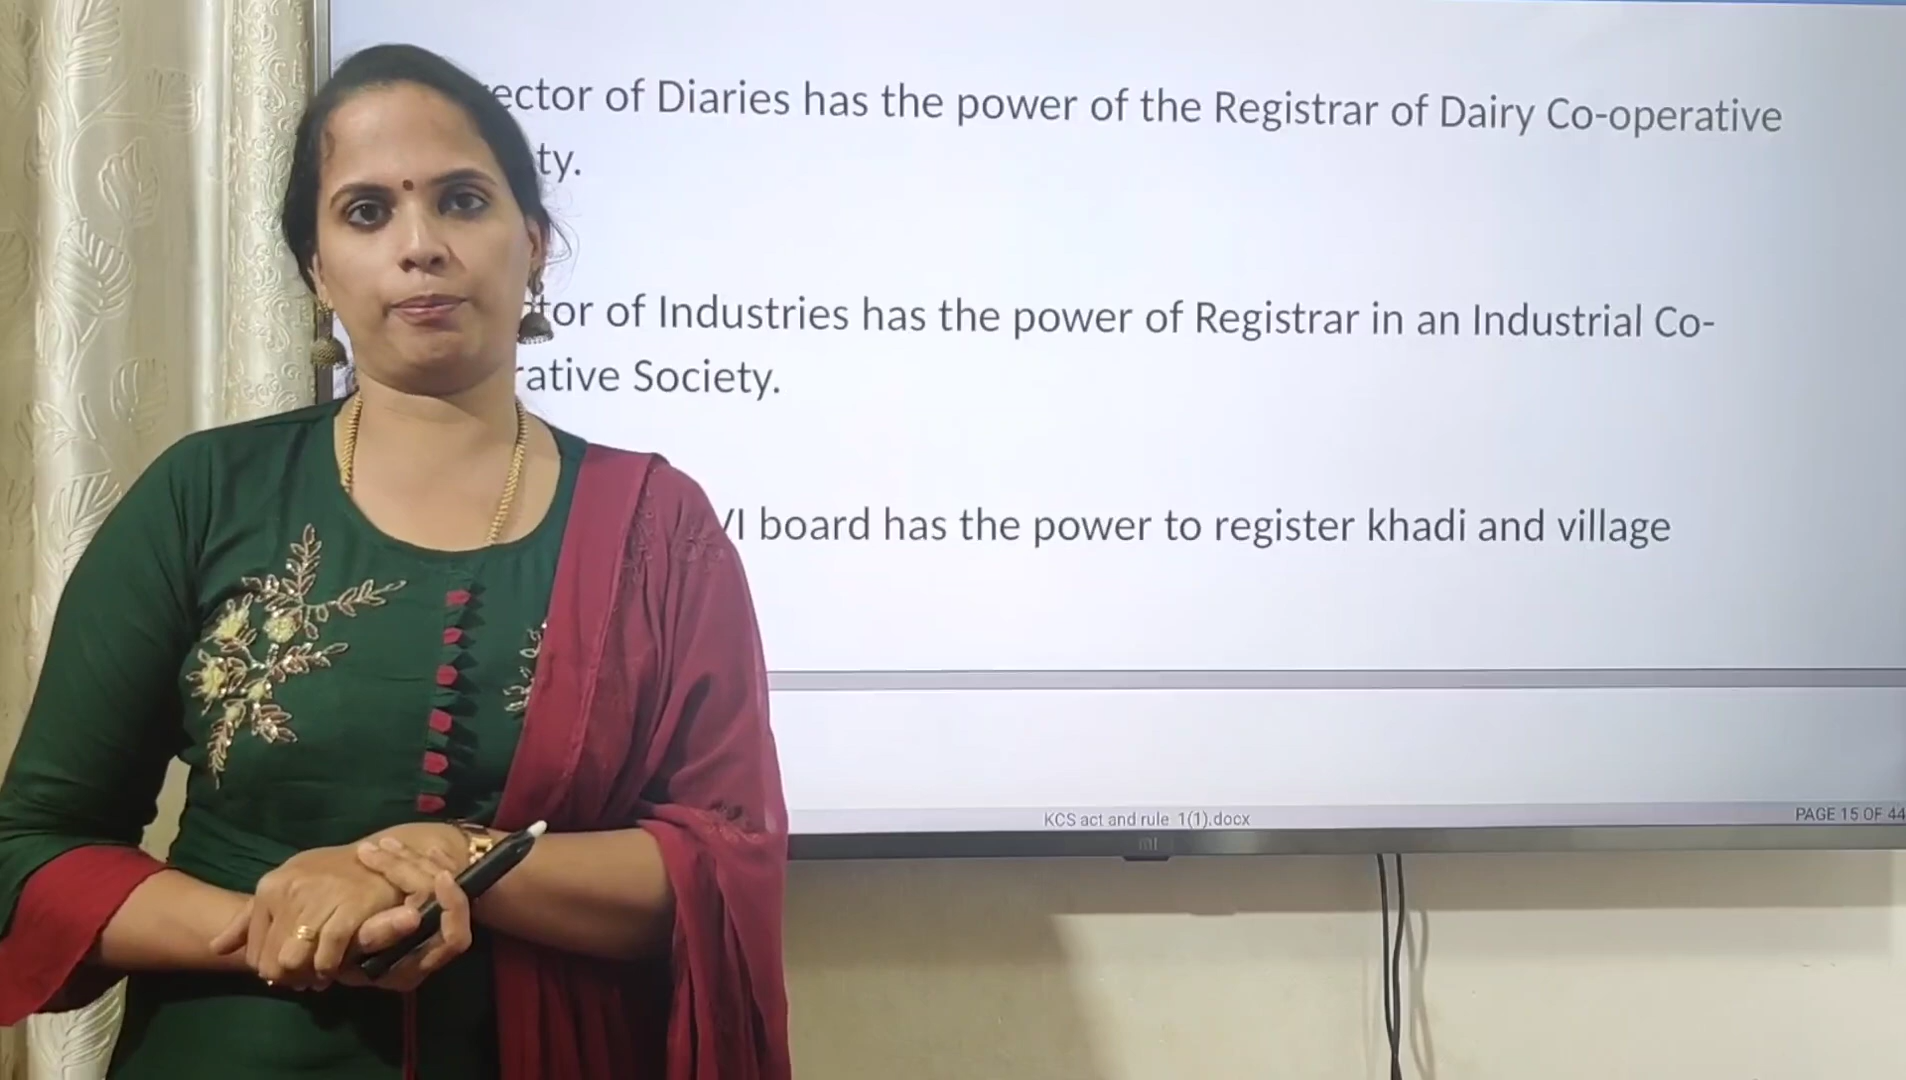 ector of Diaries has the power of the Registrar of Dairy Co-operative
ty.
tor of Industries has the power of Registrar in an Industrial Co-
rative Society.
VI board has the power to register khadi and village
KCS act and rule 1(1).docx
PAGE 15 OF 44
mi